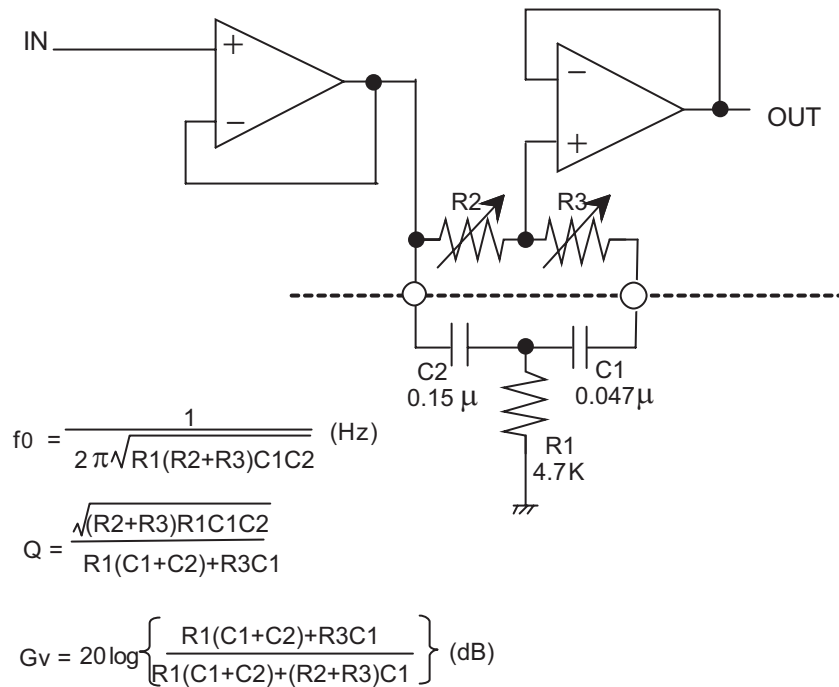 IN
+
−
−
+
OUT
R2
R3
C2
0.15 μ
C1
0.047μ
R1
4.7K
f0 = 1 / 2π√R1(R2+R3)C1C2 (Hz)
Q = √(R2+R3)R1C1C2 / R1(C1+C2)+R3C1
Gv = 20log{ R1(C1+C2)+R3C1 / R1(C1+C2)+(R2+R3)C1 } (dB)